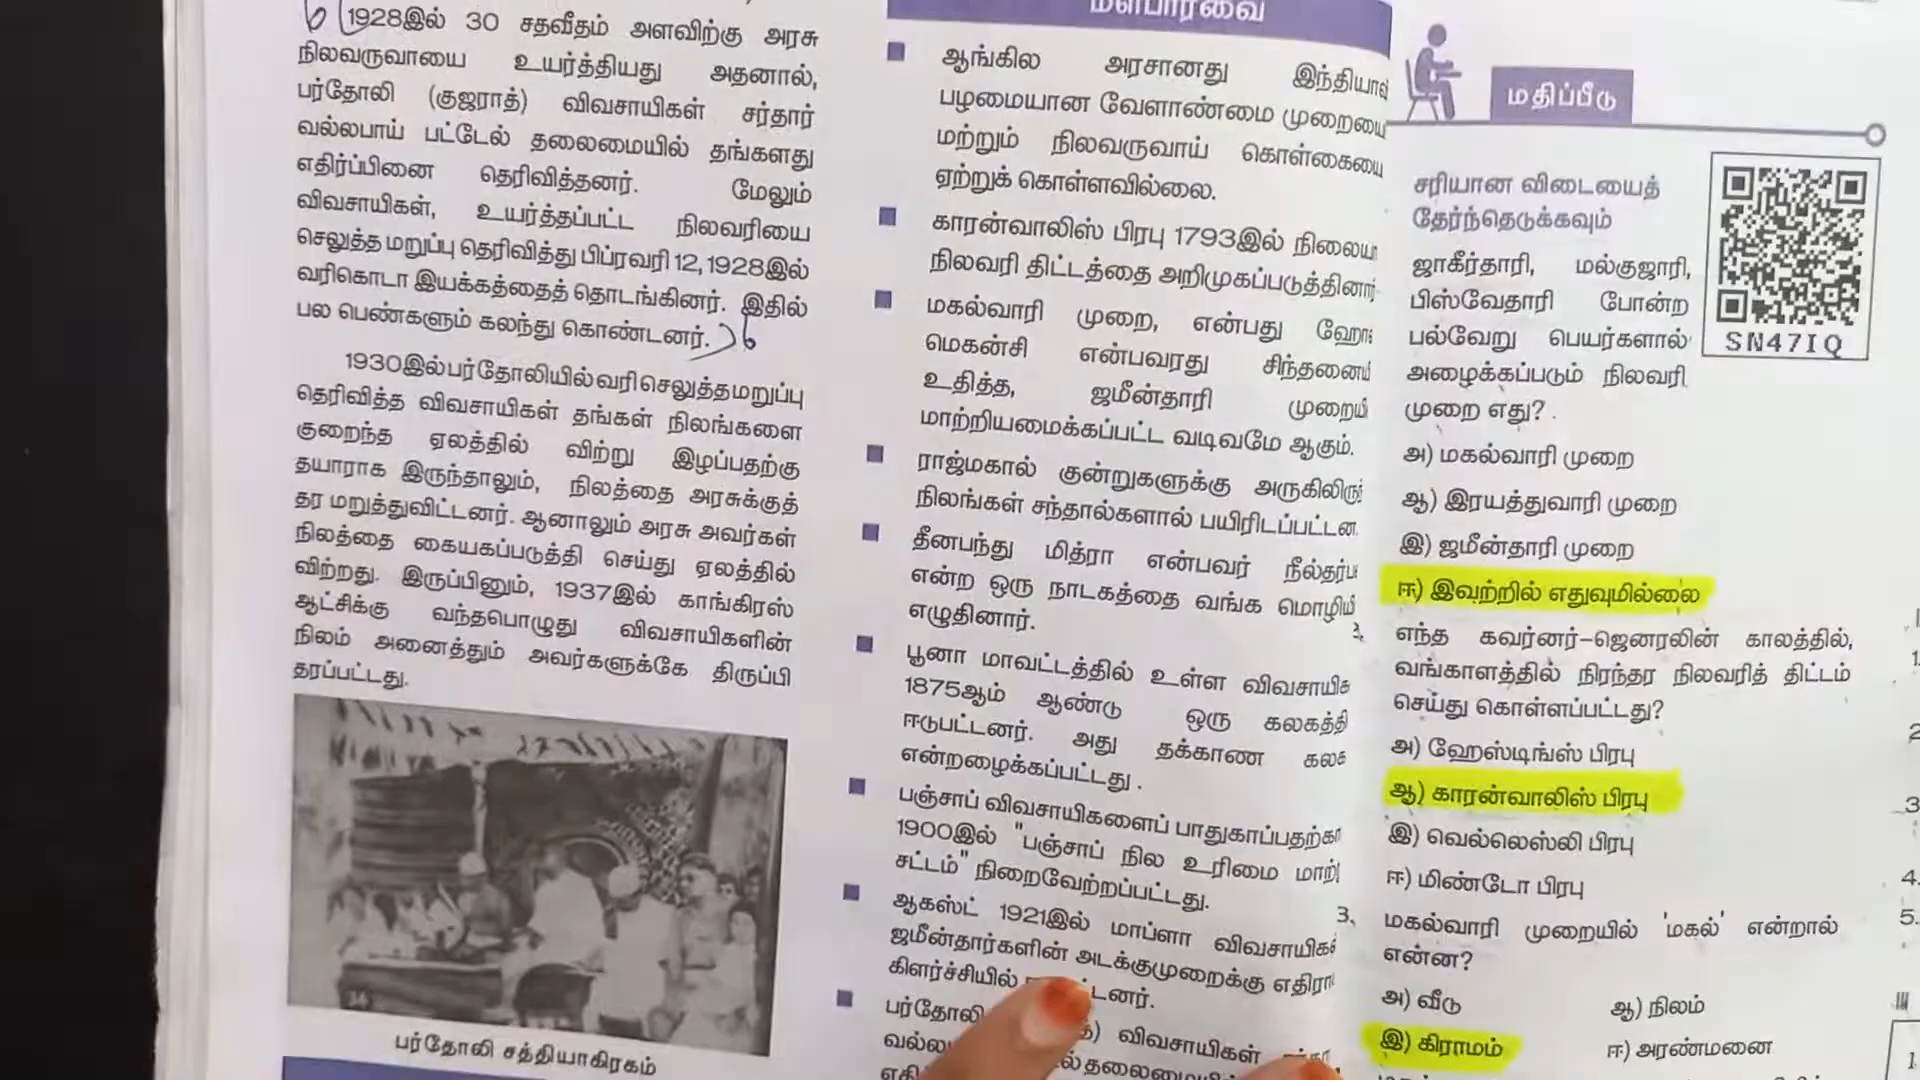 1928இல் 30 சதவீதம் அளவிற்கு அரசு
நிலவருவாயை உயர்த்தியது அதனால்,
பர்தோலி (குஜராத்) விவசாயிகள் சர்தார்
வல்லபாய் பட்டேல் தலைமையில் தங்களது
எதிர்ப்பினை தெரிவித்தனர். மேலும்
விவசாயிகள், உயர்த்தப்பட்ட நிலவரியை
செலுத்த மறுப்பு தெரிவித்து பிப்ரவரி 12, 1928இல்
வரிகொடா இயக்கத்தைத் தொடங்கினர். இதில்
பல பெண்களும் கலந்து கொண்டனர்.
1930இல் பர்தோலியில் வரி செலுத்த மறுப்பு
தெரிவித்த விவசாயிகள் தங்கள் நிலங்களை
குறைந்த ஏலத்தில் விற்று இழப்பதற்கு
தயாராக இருந்தாலும், நிலத்தை அரசுக்குத்
தர மறுத்துவிட்டனர். ஆனாலும் அரசு அவர்கள்
நிலத்தை கையகப்படுத்தி செய்து ஏலத்தில்
விற்றது. இருப்பினும், 1937இல் காங்கிரஸ்
ஆட்சிக்கு வந்தபொழுது விவசாயிகளின்
நிலம் அனைத்தும் அவர்களுக்கே திருப்பி
தரப்பட்டது.
பர்தோலி சத்தியாகிரகம்
மீள்பார்வை
ஆங்கில அரசானது
பழமையான வேளாண்மை
மற்றும் நிலவருவாய்
ஏற்றுக் கொள்ளவில்லை.
காரன்வாலிஸ் பிரபு 1793இல்
நிலவரி திட்டத்தை
மகல்வாரி முறை, என்பது
மெகன்சி என்பவரது
உதித்த, ஜமீன்தாரி
மாற்றியமைக்கப்பட்ட வடிவமே ஆகும்.
ராஜ்மகால் குன்றுகளுக்கு
நிலங்கள் சந்தால்களால்
தீனபந்து மித்ரா என்பவர்
என்ற ஒரு நாடகத்தை வங்க
எழுதினார்.
பூனா மாவட்டத்தில் உள்ள
1875ஆம் ஆண்டு ஒரு
ஈடுபட்டனர். அது தக்காண
என்றழைக்கப்பட்டது.
பஞ்சாப் விவசாயிகளைப்
1900இல் "பஞ்சாப் நில உரிமை
சட்டம்" நிறைவேற்றப்பட்டது.
ஆகஸ்ட் 1921இல் மாப்ளா
ஜமீன்தார்களின் அடக்குமுறைக்கு
கிளர்ச்சியில்
பர்தோலி விவசாயிகள்
மதிப்பீடு
சரியான விடையைத்
தேர்ந்தெடுக்கவும்
SN47IQ
ஜாகீர்தாரி, மல்குஜாரி,
பிஸ்வேதாரி போன்ற
பல்வேறு பெயர்களால்
அழைக்கப்படும் நிலவரி
முறை எது? .
அ) மகல்வாரி முறை
ஆ) இரயத்துவாரி முறை
இ) ஜமீன்தாரி முறை
ஈ) இவற்றில் எதுவுமில்லை
எந்த கவர்னர்–ஜெனரலின் காலத்தில்,
வங்காளத்தில் நிரந்தர நிலவரித் திட்டம்
செய்து கொள்ளப்பட்டது?
அ) ஹேஸ்டிங்ஸ் பிரபு
ஆ) காரன்வாலிஸ் பிரபு
இ) வெல்லெஸ்லி பிரபு
ஈ) மிண்டோ பிரபு
3. மகல்வாரி முறையில் 'மகல்' என்றால்
என்ன?
அ) வீடு ஆ) நிலம்
இ) கிராமம் ஈ) அரண்மனை